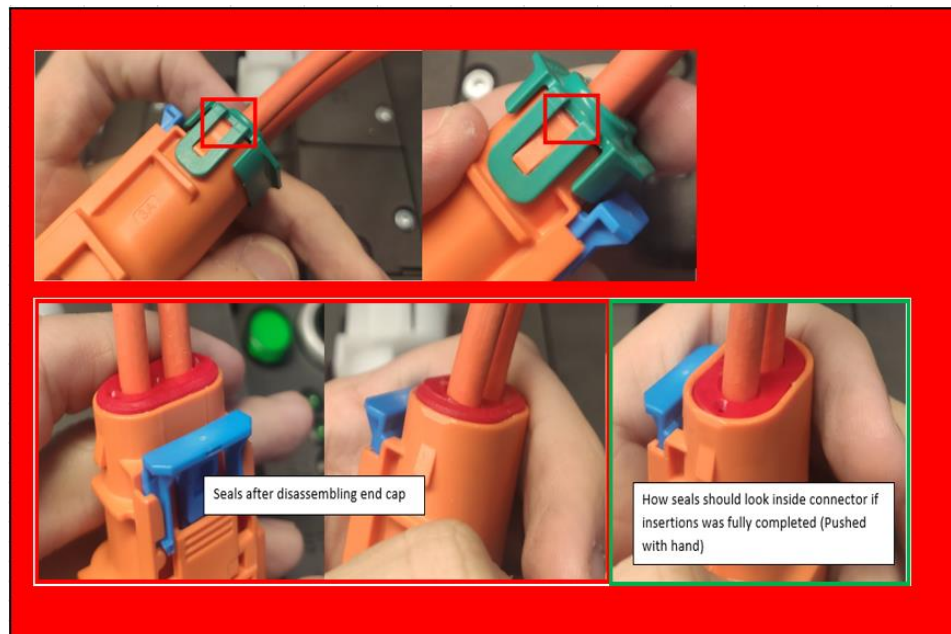 Seals after disassembling end cap
How seals should look inside connector if
insertions was fully completed (Pushed
with hand)